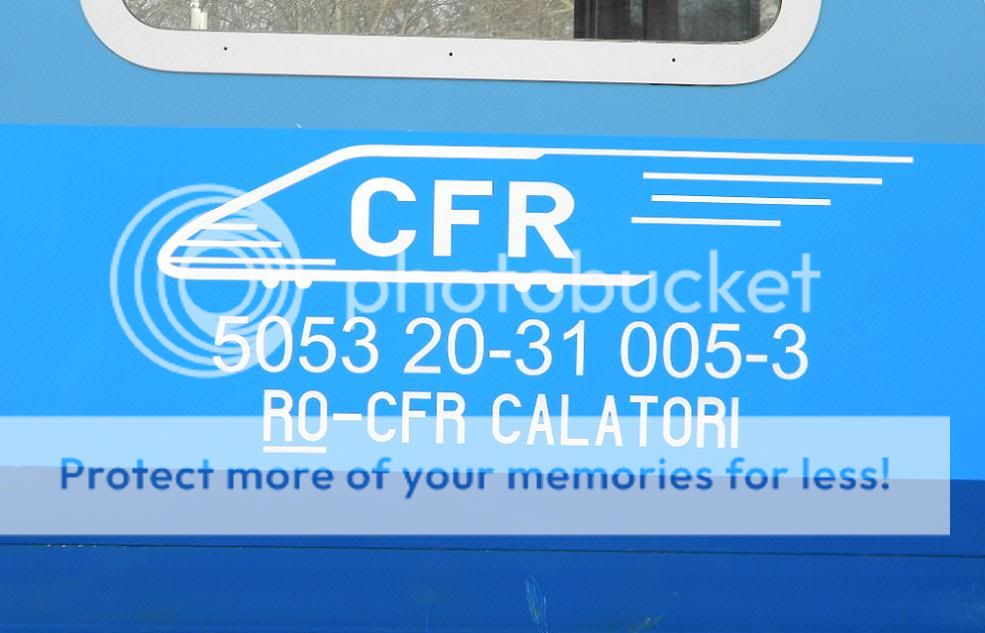 CFR
photobucket
5053 20-31 005-3
RO-CFR CALATORI
Protect more of your memories for less!